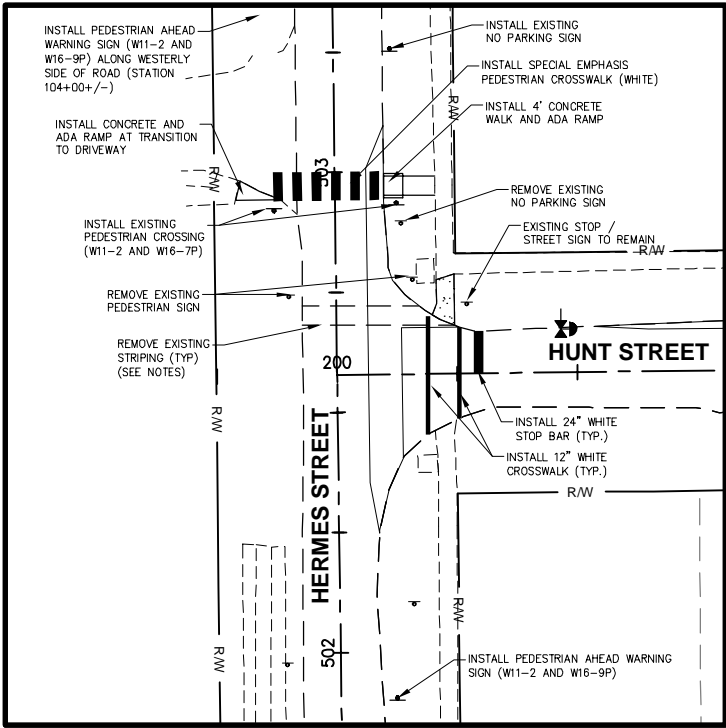 INSTALL PEDESTRIAN AHEAD
WARNING SIGN (W11-2 AND
W16-9P) ALONG WESTERLY
SIDE OF ROAD (STATION
104+00+/-)
INSTALL EXISTING
NO PARKING SIGN
INSTALL SPECIAL EMPHASIS
PEDESTRIAN CROSSWALK (WHITE)
INSTALL 4' CONCRETE
WALK AND ADA RAMP
R/W
INSTALL CONCRETE AND
ADA RAMP AT TRANSITION
TO DRIVEWAY
R/W
503
REMOVE EXISTING
NO PARKING SIGN
INSTALL EXISTING
PEDESTRIAN CROSSING
(W11-2 AND W16-7P)
EXISTING STOP /
STREET SIGN TO REMAIN
R/W
REMOVE EXISTING
PEDESTRIAN SIGN
REMOVE EXISTING
STRIPING (TYP)
(SEE NOTES)
200
HUNT STREET
R/W
HERMES STREET
INSTALL 24" WHITE
STOP BAR (TYP.)
INSTALL 12" WHITE
CROSSWALK (TYP.)
R/W
R/W
502
R/W
INSTALL PEDESTRIAN AHEAD WARNING
SIGN (W11-2 AND W16-9P)